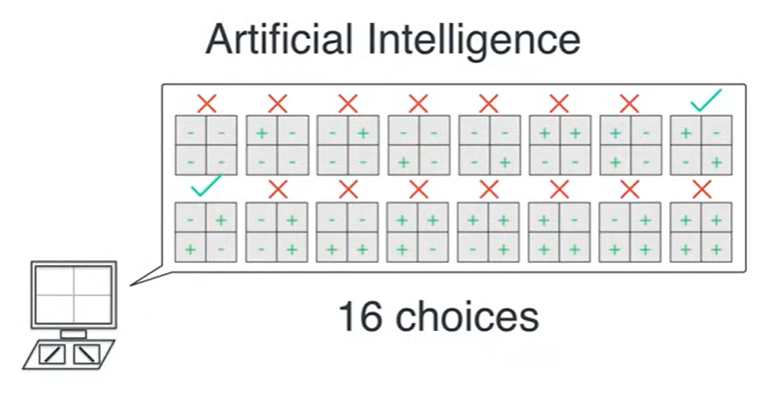 Artificial Intelligence
- - + - - + - - - - + + + - + -
- - - - - - + - - + - - + - - +
- + - + - - + + + + + - - + + +
+ - - + + + + - - + + + + + + +
16 choices